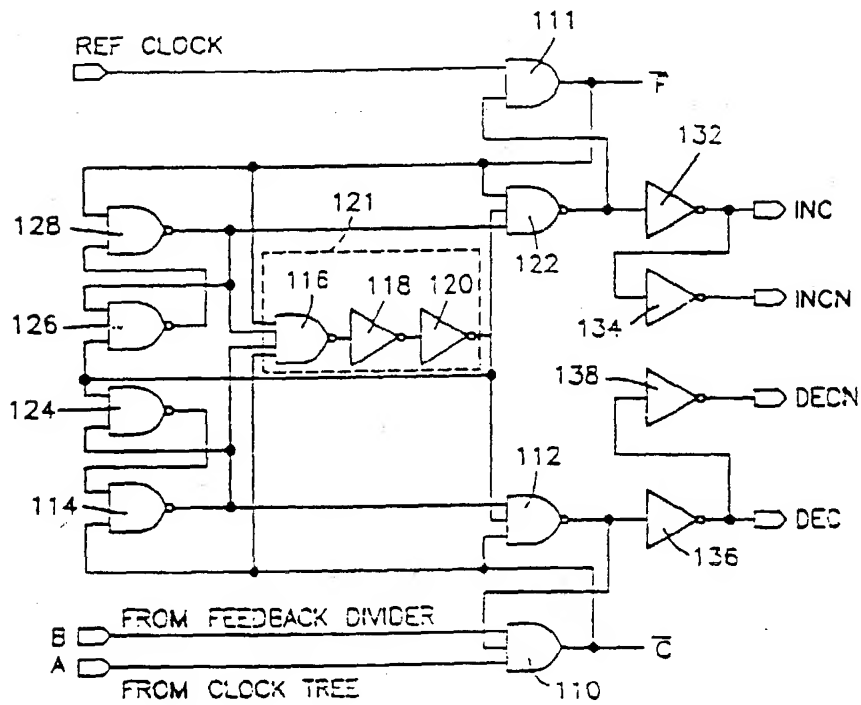 111
REF CLOCK
F
132
121
INC
128
122
116
118
120
126
134
INCN
138
124
DECN
112
114
DEC
136
FROM FEEDBACK DIVIDER
B
A
C
FROM CLOCK TREE
110